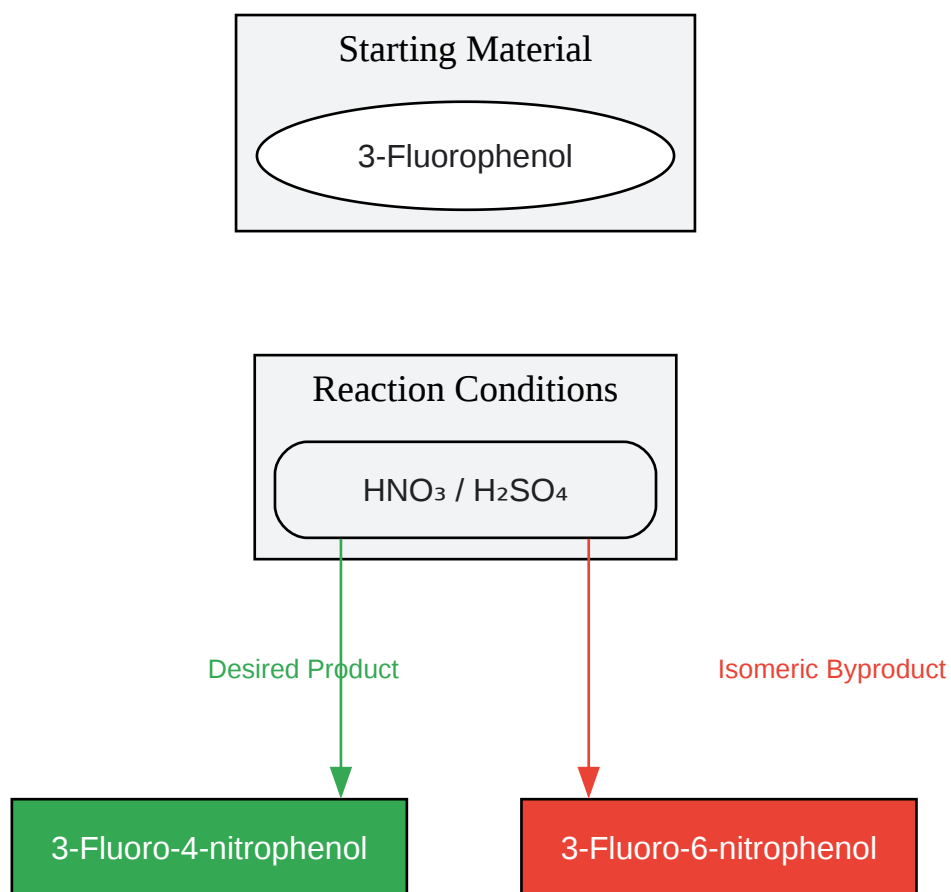 Starting Material
3-Fluorophenol
Reaction Conditions
HNO₃ / H₂SO₄
Desired Product
Isomeric Byproduct
3-Fluoro-4-nitrophenol
3-Fluoro-6-nitrophenol